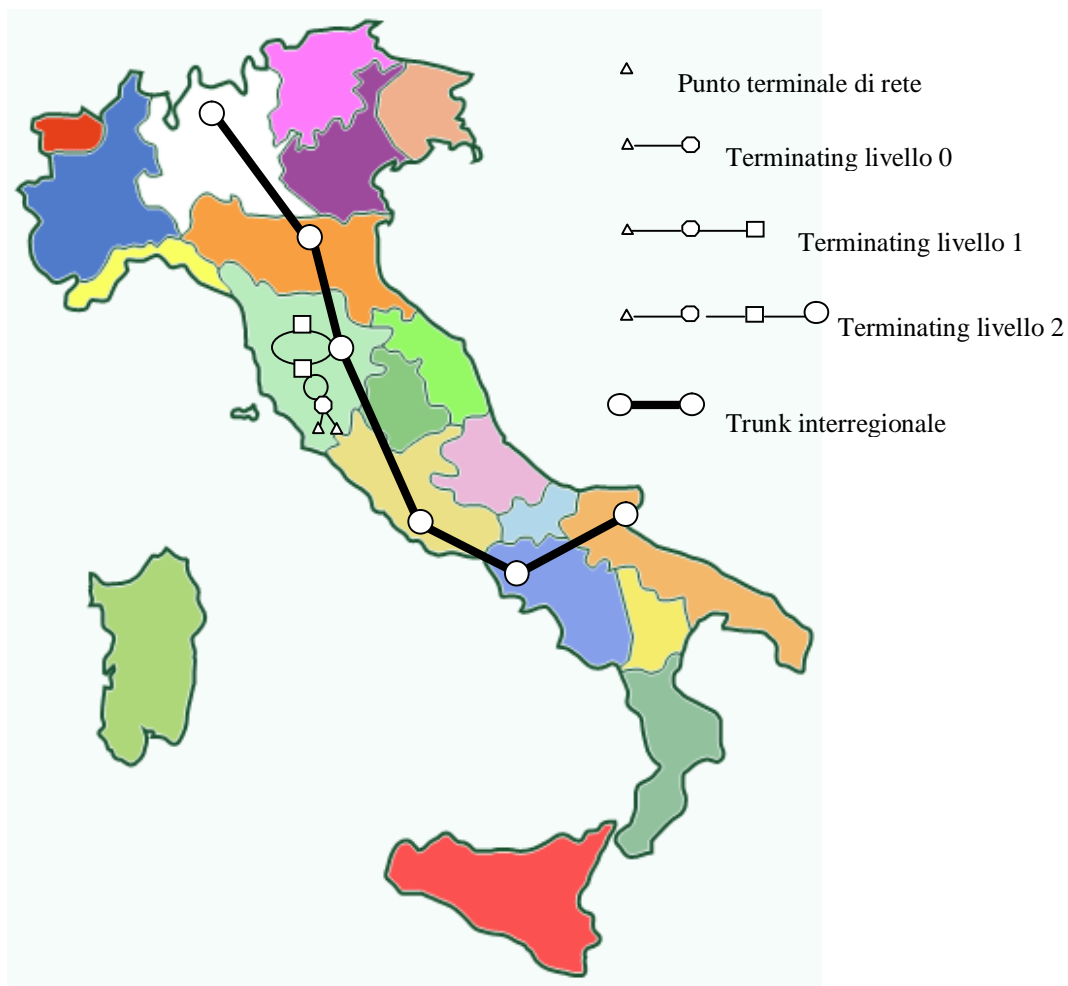 Punto terminale di rete
Terminating livello 0
Terminating livello 1
Terminating livello 2
Trunk interregionale